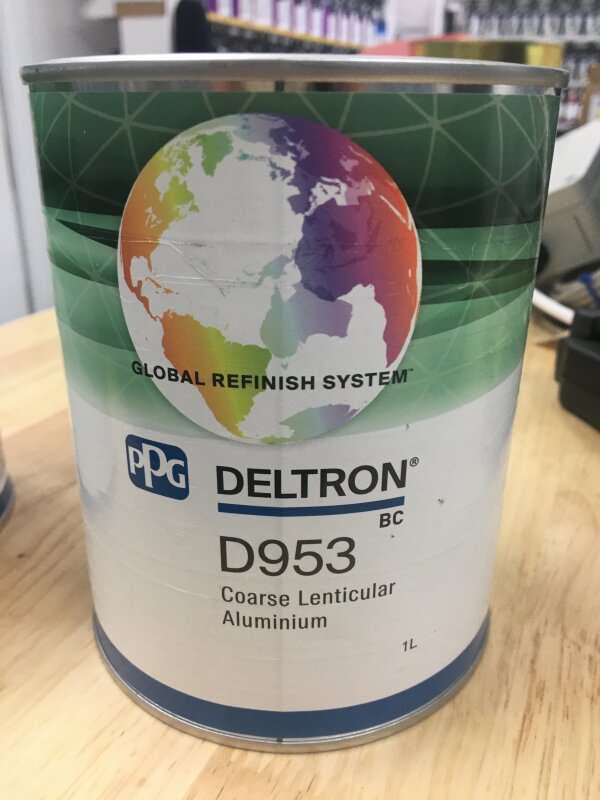 GLOBAL REFINISH SYSTEM™
PPG
DELTRON®
BC
D953
Coarse Lenticular
Aluminium
1L